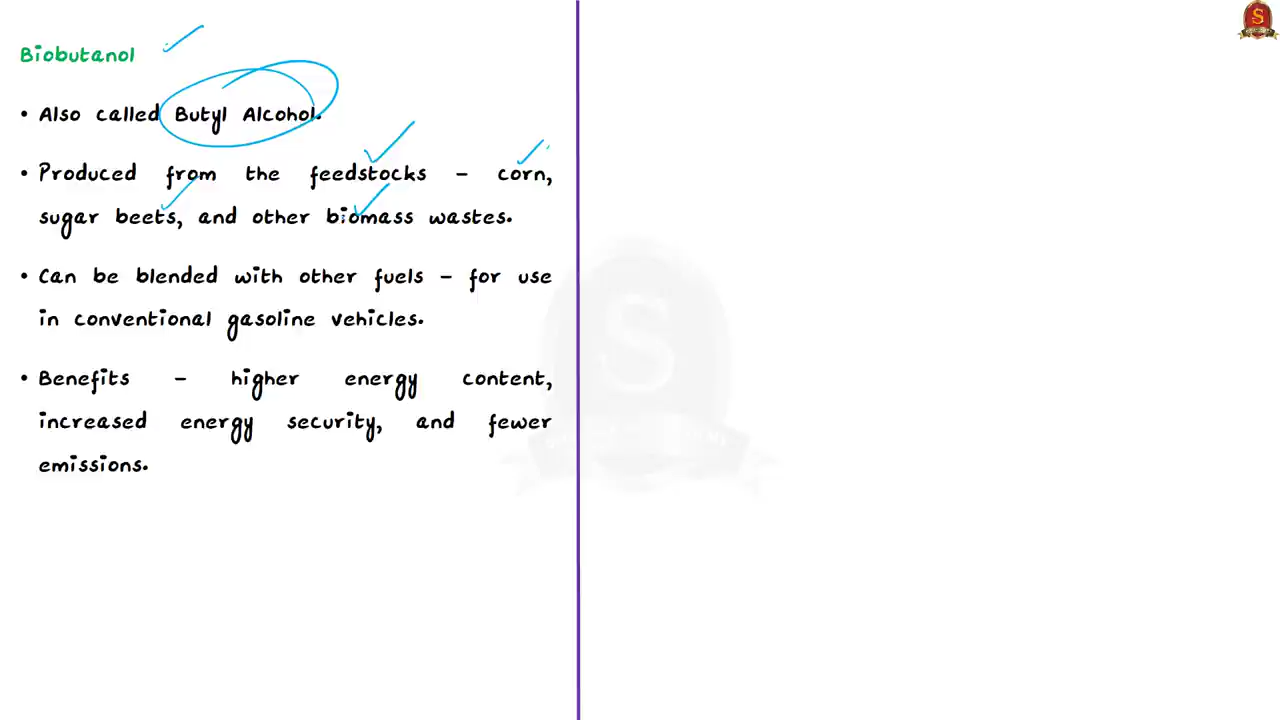 Biobutanol
• Also called Butyl Alcohol.
• Produced from the feedstocks – corn,
sugar beets, and other biomass wastes.
• Can be blended with other fuels – for use
in conventional gasoline vehicles.
• Benefits – higher energy content,
increased energy security, and fewer
emissions.
S
S